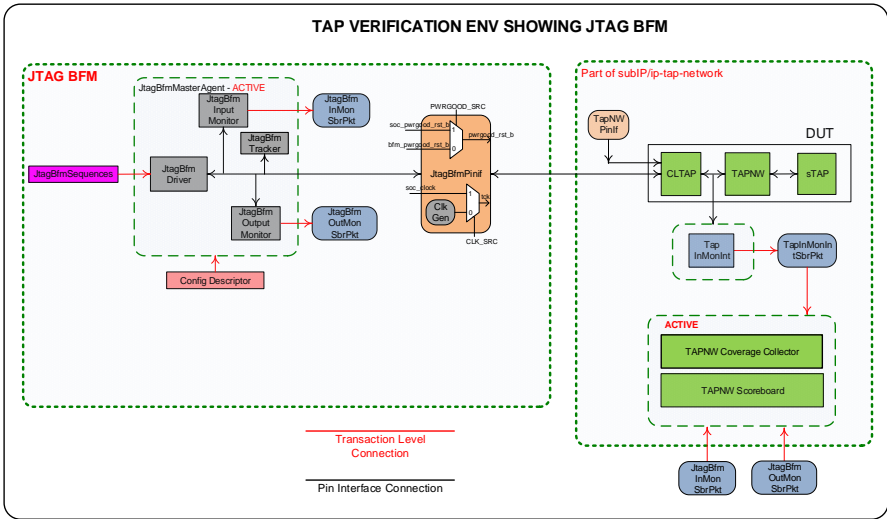 TAP VERIFICATION ENV SHOWING JTAG BFM
JTAG BFM
JtagBfmMasterAgent - ACTIVE
JtagBfm
Input
Monitor
JtagBfm
InMon
SbrPkt
JtagBfm
Tracker
JtagBfmSequences
JtagBfm
Driver
JtagBfm
Output
Monitor
JtagBfm
OutMon
SbrPkt
Config Descriptor
PWRGOOD_SRC
soc_pwrgood_rst_b
1
pwrgood_rst_b
bfm_pwrgood_rst_b
0
JtagBfmPinif
soc_clock
1
tck
Clk
Gen
0
CLK_SRC
Part of subIP/ip-tap-network
TapNW
PinIf
DUT
CLTAP
TAPNW
sTAP
Tap
InMonInt
TapInMonIn
tSbrPkt
ACTIVE
TAPNW Coverage Collector
TAPNW Scoreboard
JtagBfm
InMon
SbrPkt
JtagBfm
OutMon
SbrPkt
Transaction Level
Connection
Pin Interface Connection